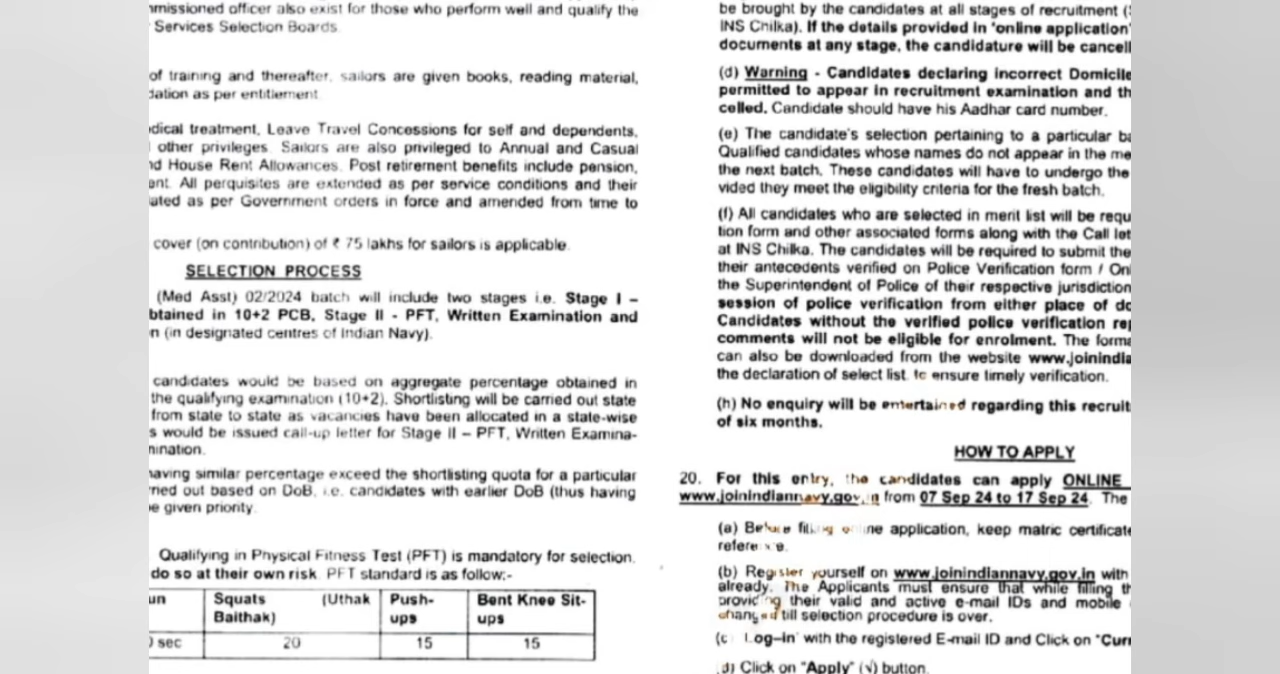 mmissioned officer also exist for those who perform well and qualify the
Services Selection Boards.
of training and thereafter, sailors are given books, reading material,
dation as per entitlement.
dical treatment, Leave Travel Concessions for self and dependents,
other privileges. Sailors are also privileged to Annual and Casual
nd House Rent Allowances. Post retirement benefits include pension,
ent. All perquisites are extended as per service conditions and their
ated as per Government orders in force and amended from time to
cover (on contribution) of ₹ 75 lakhs for sailors is applicable.
SELECTION PROCESS
(Med Asst) 02/2024 batch will include two stages i.e. Stage I –
btained in 10+2 PCB, Stage II - PFT, Written Examination and
n (in designated centres of Indian Navy).
candidates would be based on aggregate percentage obtained in
the qualifying examination (10+2). Shortlisting will be carried out state
from state to state as vacancies have been allocated in a state-wise
s would be issued call-up letter for Stage II – PFT, Written Examina-
nination.
aving similar percentage exceed the shortlisting quota for a particular
ried out based on DoB, i.e. candidates with earlier DoB (thus having
e given priority.
Qualifying in Physical Fitness Test (PFT) is mandatory for selection.
do so at their own risk. PFT standard is as follow:-
un Squats (Uthak Push- Bent Knee Sit-
Baithak) ups ups
sec 20 15 15
be brought by the candidates at all stages of recruitment (
INS Chilka). If the details provided in 'online application'
documents at any stage, the candidature will be cancell
(d) Warning - Candidates declaring incorrect Domicile
permitted to appear in recruitment examination and th
celled. Candidate should have his Aadhar card number.
(e) The candidate's selection pertaining to a particular ba
Qualified candidates whose names do not appear in the me
the next batch. These candidates will have to undergo the
vided they meet the eligibility criteria for the fresh batch.
(f) All candidates who are selected in merit list will be requ
tion form and other associated forms along with the Call let
at INS Chilka. The candidates will be required to submit the
their antecedents verified on Police Verification form / Onl
the Superintendent of Police of their respective jurisdiction
session of police verification from either place of do
Candidates without the verified police verification rep
comments will not be eligible for enrolment. The forma
can also be downloaded from the website www.joinindia
the declaration of select list, to ensure timely verification.
(h) No enquiry will be entertained regarding this recruit
of six months.
HOW TO APPLY
20. For this entry, the candidates can apply ONLINE
www.joinindiannavy.gov.in from 07 Sep 24 to 17 Sep 24. The
(a) Before filling online application, keep matric certificate
reference.
(b) Register yourself on www.joinindiannavy.gov.in with
already. The Applicants must ensure that while filling th
providing their valid and active e-mail IDs and mobile
changed till selection procedure is over.
(c) 'Log–in' with the registered E-mail ID and Click on "Curr
(d) Click on "Apply" (√) button.